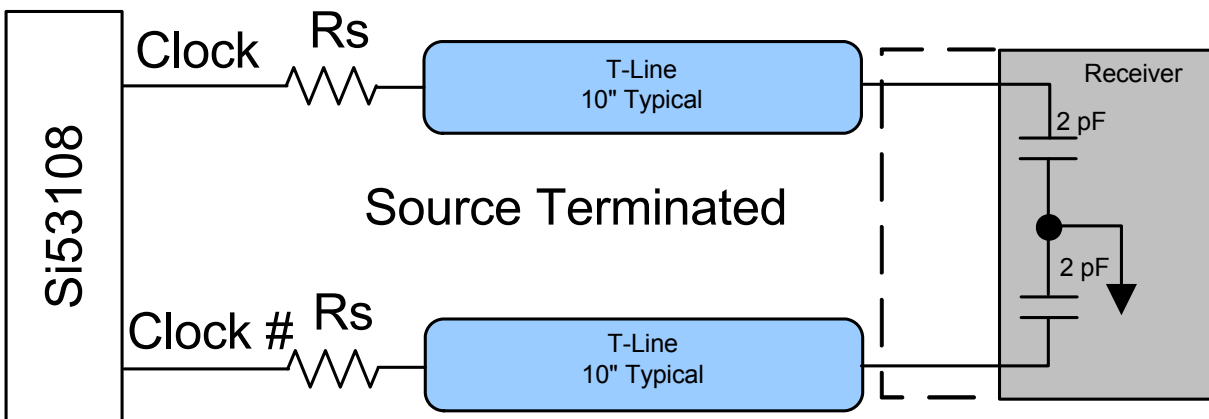 Si53108
Clock
Rs
T-Line
10" Typical
Receiver
2 pF
Source Terminated
2 pF
Clock #
Rs
T-Line
10" Typical